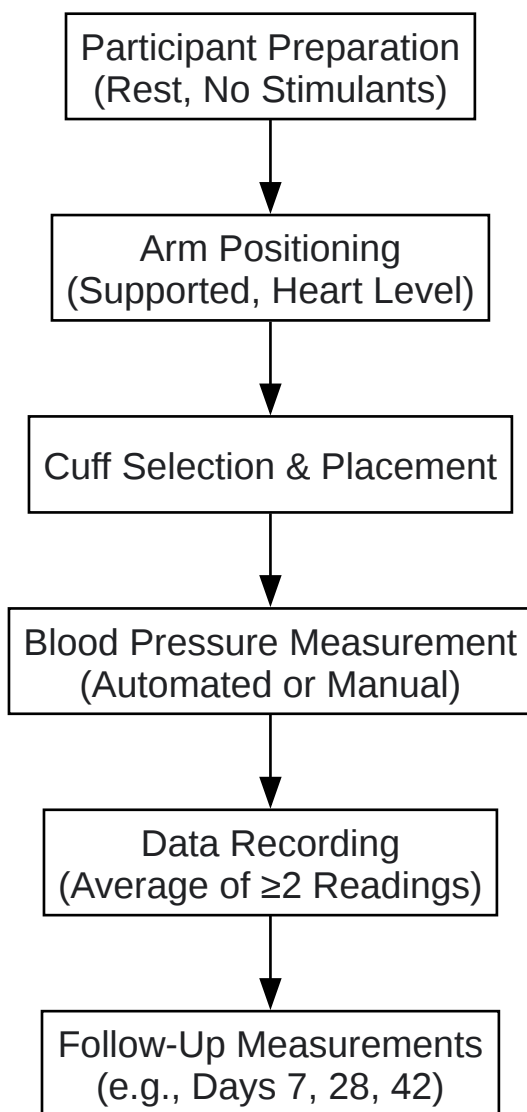 Participant Preparation
(Rest, No Stimulants)
Arm Positioning
(Supported, Heart Level)
Cuff Selection & Placement
Blood Pressure Measurement
(Automated or Manual)
Data Recording
(Average of ≥2 Readings)
Follow-Up Measurements
(e.g., Days 7, 28, 42)